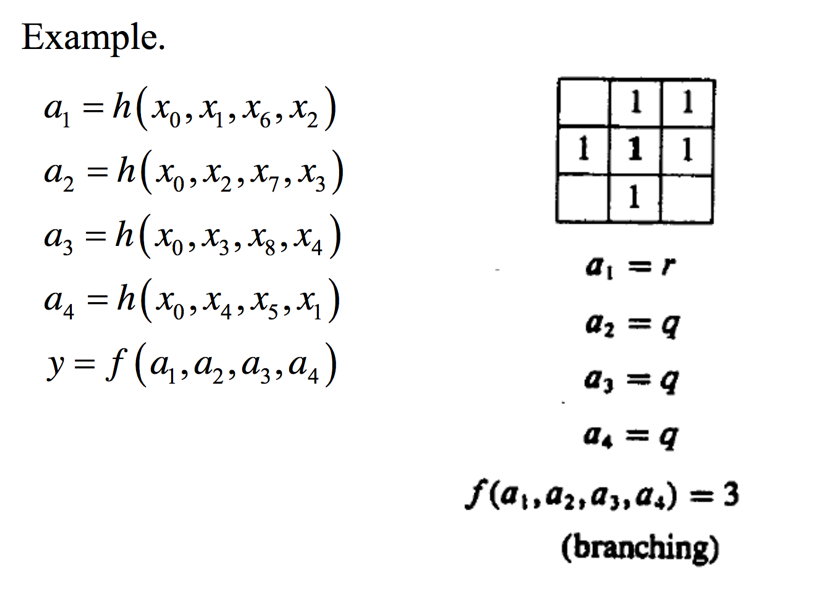 Example.
a₁ = h(x₀, x₁, x₆, x₂)
a₂ = h(x₀, x₂, x₇, x₃)
a₃ = h(x₀, x₃, x₈, x₄)
a₄ = h(x₀, x₄, x₅, x₁)
y = f(a₁, a₂, a₃, a₄)
1 1
1 1 1
1
a₁ = r
a₂ = q
a₃ = q
a₄ = q
f(a₁, a₂, a₃, a₄) = 3
(branching)